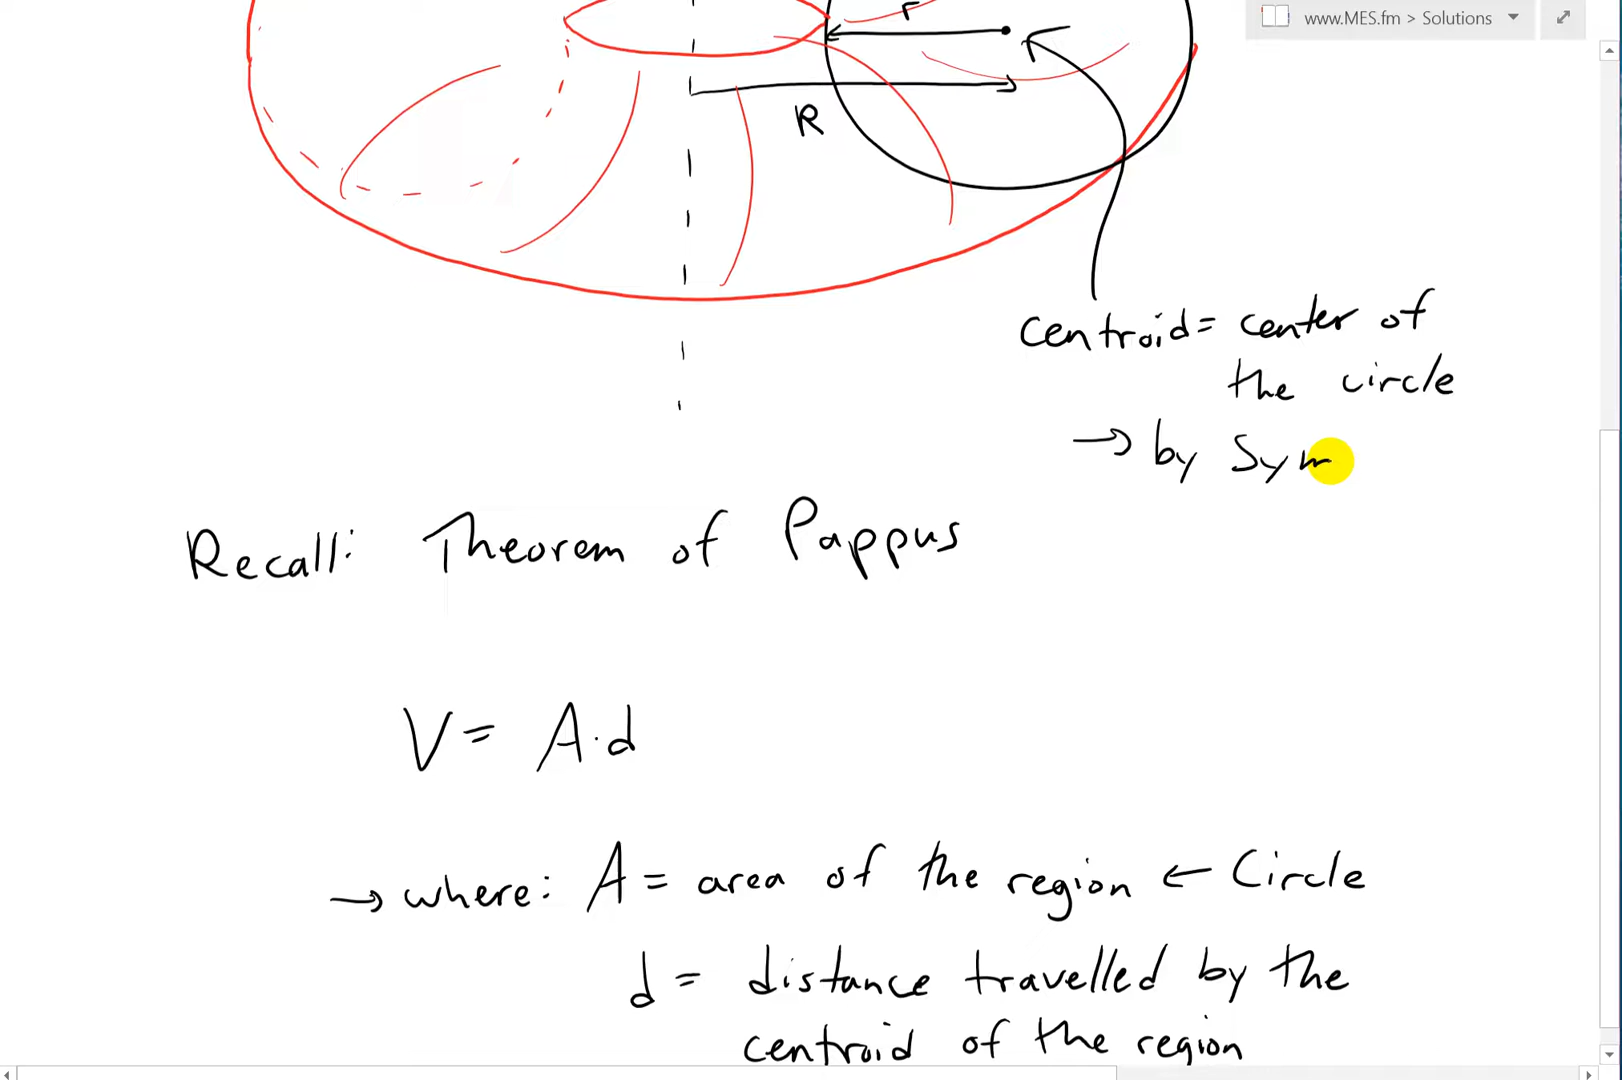 www.MES.fm > Solutions
r
R
centroid = center of
the circle
→ by Sym
Recall: Theorem of Pappus
V = A·d
→ where: A = area of the region ← Circle
d = distance travelled by the
centroid of the region